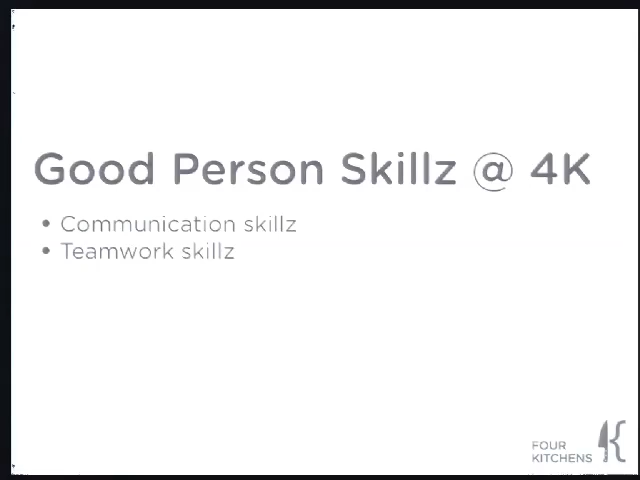 Good Person Skillz @ 4K
• Communication skillz
• Teamwork skillz
FOUR
KITCHENS